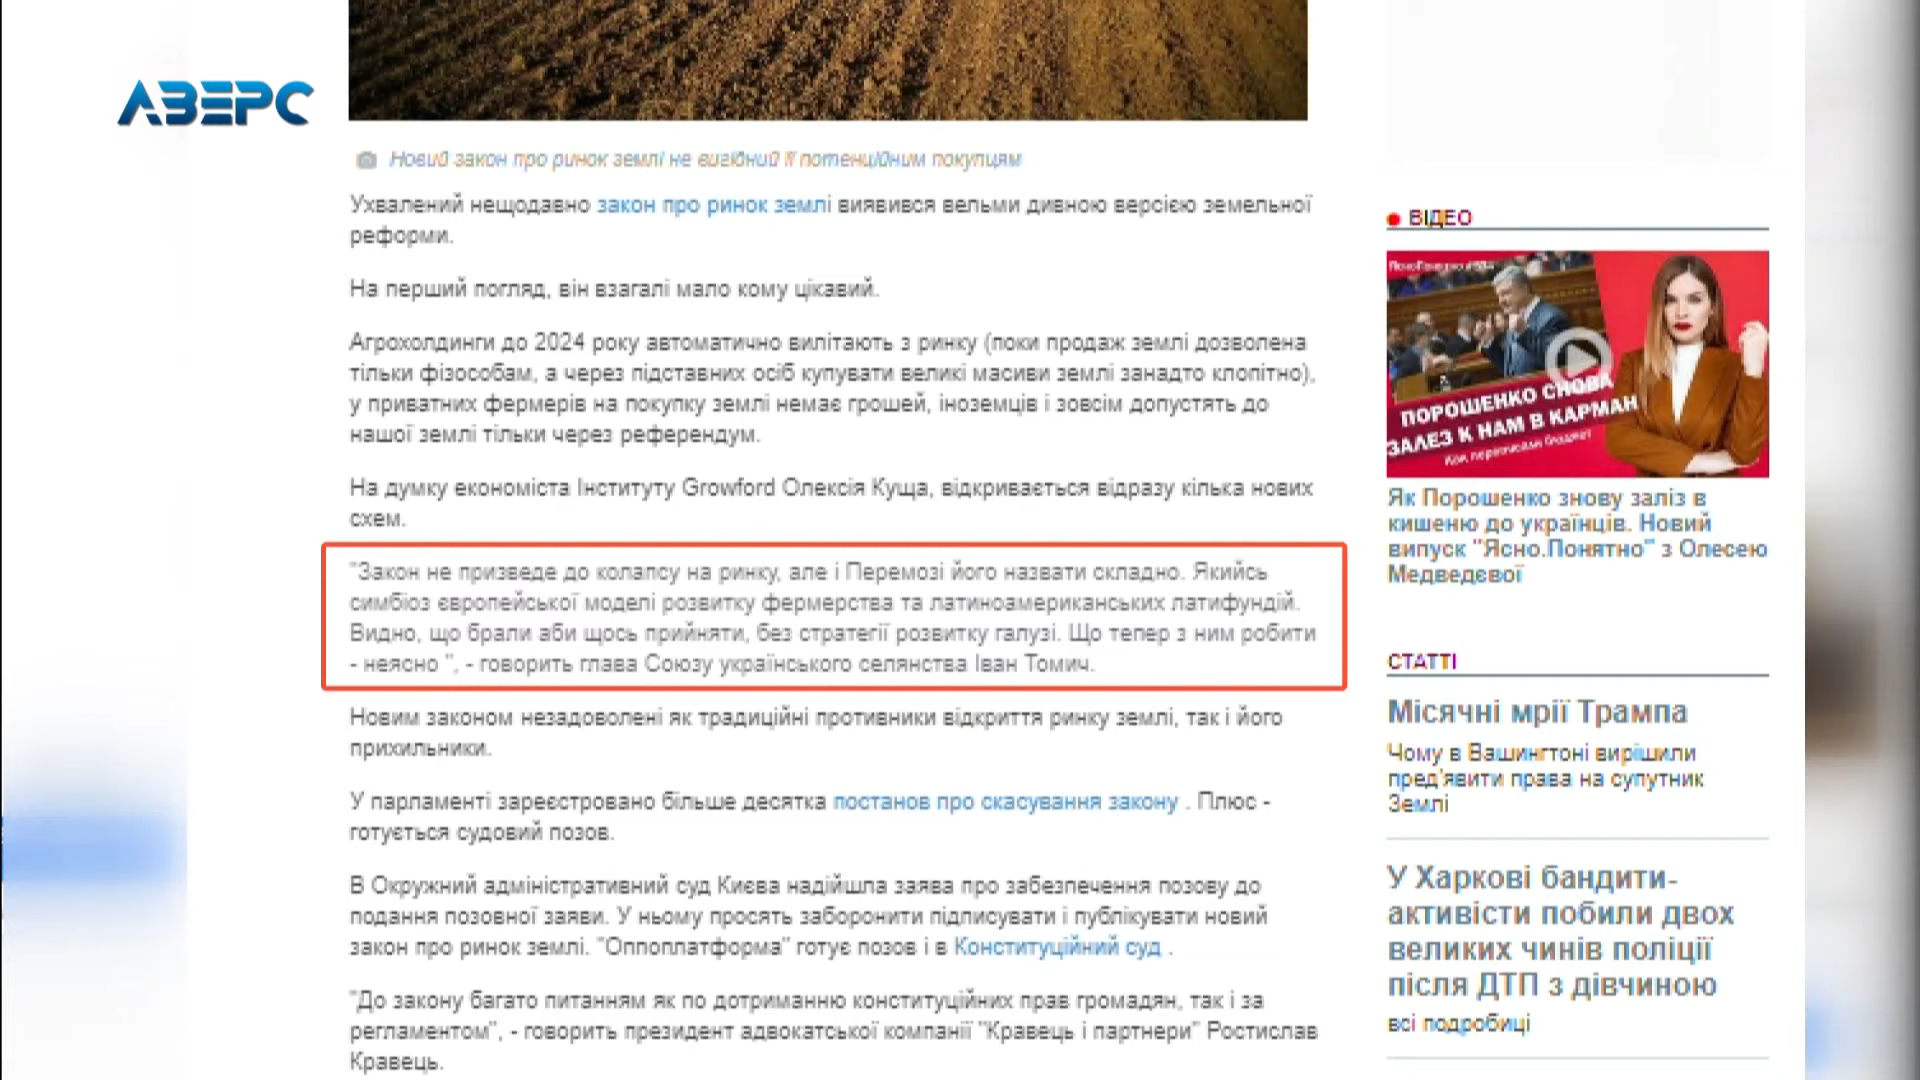 АВЕРС
Новий закон про ринок землі не вигідний її потенційним покупцям
Ухвалений нещодавно закон про ринок землі виявився вельми дивною версією земельної
реформи.
На перший погляд, він взагалі мало кому цікавий.
Агрохолдинги до 2024 року автоматично вилітають з ринку (поки продаж землі дозволена
тільки фізособам, а через підставних осіб купувати великі масиви землі занадто клопітно),
у приватних фермерів на покупку землі немає грошей, іноземців і зовсім допустять до
нашої землі тільки через референдум.
На думку економіста Інституту Growford Олексія Куща, відкривається відразу кілька нових
схем.
"Закон не призведе до колапсу на ринку, але і Перемозі його назвати складно. Якийсь
симбіоз європейської моделі розвитку фермерства та латиноамериканських латифундій.
Видно, що брали аби щось прийняти, без стратегії розвитку галузі. Що тепер з ним робити
- неясно ", - говорить глава Союзу українського селянства Іван Томич.
Новим законом незадоволені як традиційні противники відкриття ринку землі, так і його
прихильники.
У парламенті зареєстровано більше десятка постанов про скасування закону . Плюс -
готується судовий позов.
В Окружний адміністративний суд Києва надійшла заява про забезпечення позову до
подання позовної заяви. У ньому просять заборонити підписувати і публікувати новий
закон про ринок землі. "Оппоплатформа" готує позов і в Конституційний суд .
"До закону багато питанням як по дотриманню конституційних прав громадян, так і за
регламентом", - говорить президент адвокатської компанії "Кравець і партнери" Ростислав
Кравець.
ВІДЕО
ПОРОШЕНКО СНОВА
ЗАЛЕЗ К НАМ В КАРМАН
Як Порошенко знову заліз в
кишеню до українців. Новий
випуск "Ясно.Понятно" з Олесею
Медведєвої
СТАТТІ
Місячні мрії Трампа
Чому в Вашингтоні вирішили
пред'явити права на супутник
Землі
У Харкові бандити-
активісти побили двох
великих чинів поліції
після ДТП з дівчиною
всі подробиці